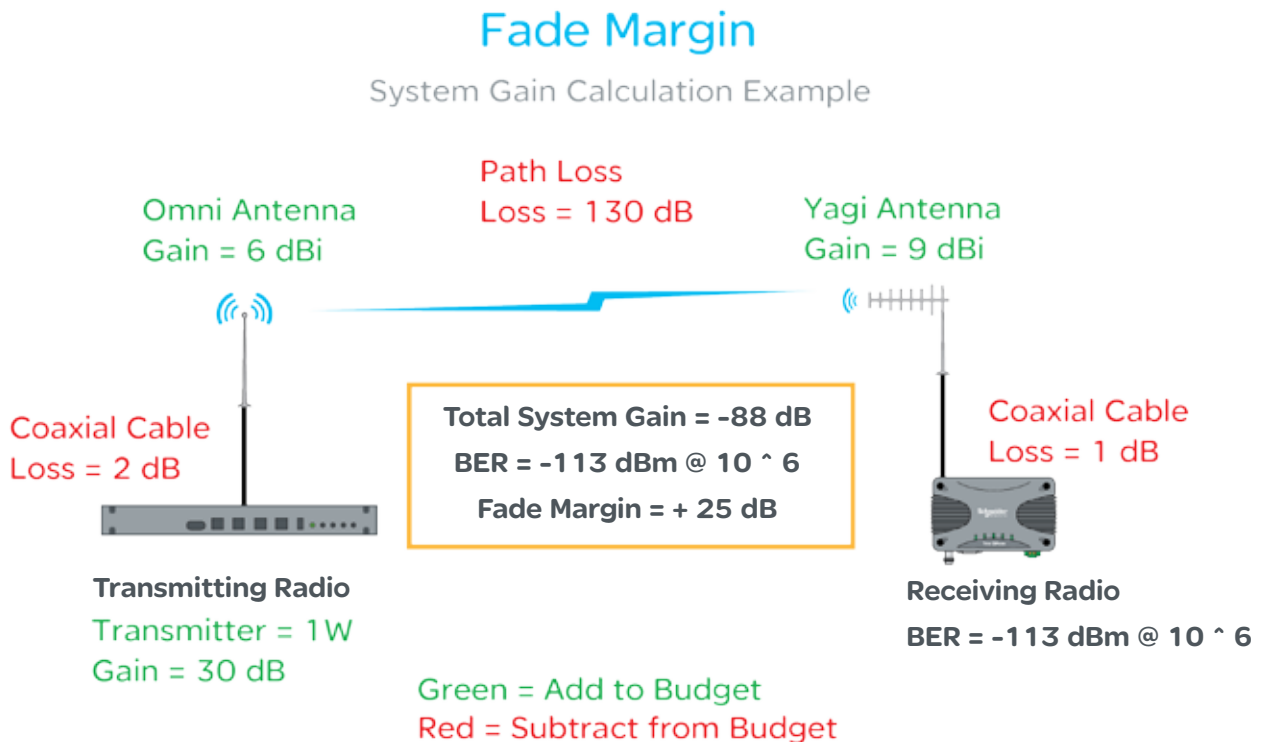 Fade Margin
System Gain Calculation Example
Path Loss
Loss = 130 dB
Omni Antenna
Gain = 6 dBi
Yagi Antenna
Gain = 9 dBi
Coaxial Cable
Loss = 2 dB
Total System Gain = -88 dB
BER = -113 dBm @ 10 ^ 6
Fade Margin = + 25 dB
Coaxial Cable
Loss = 1 dB
Transmitting Radio
Transmitter = 1W
Gain = 30 dB
Receiving Radio
BER = -113 dBm @ 10 ^ 6
Green = Add to Budget
Red = Subtract from Budget